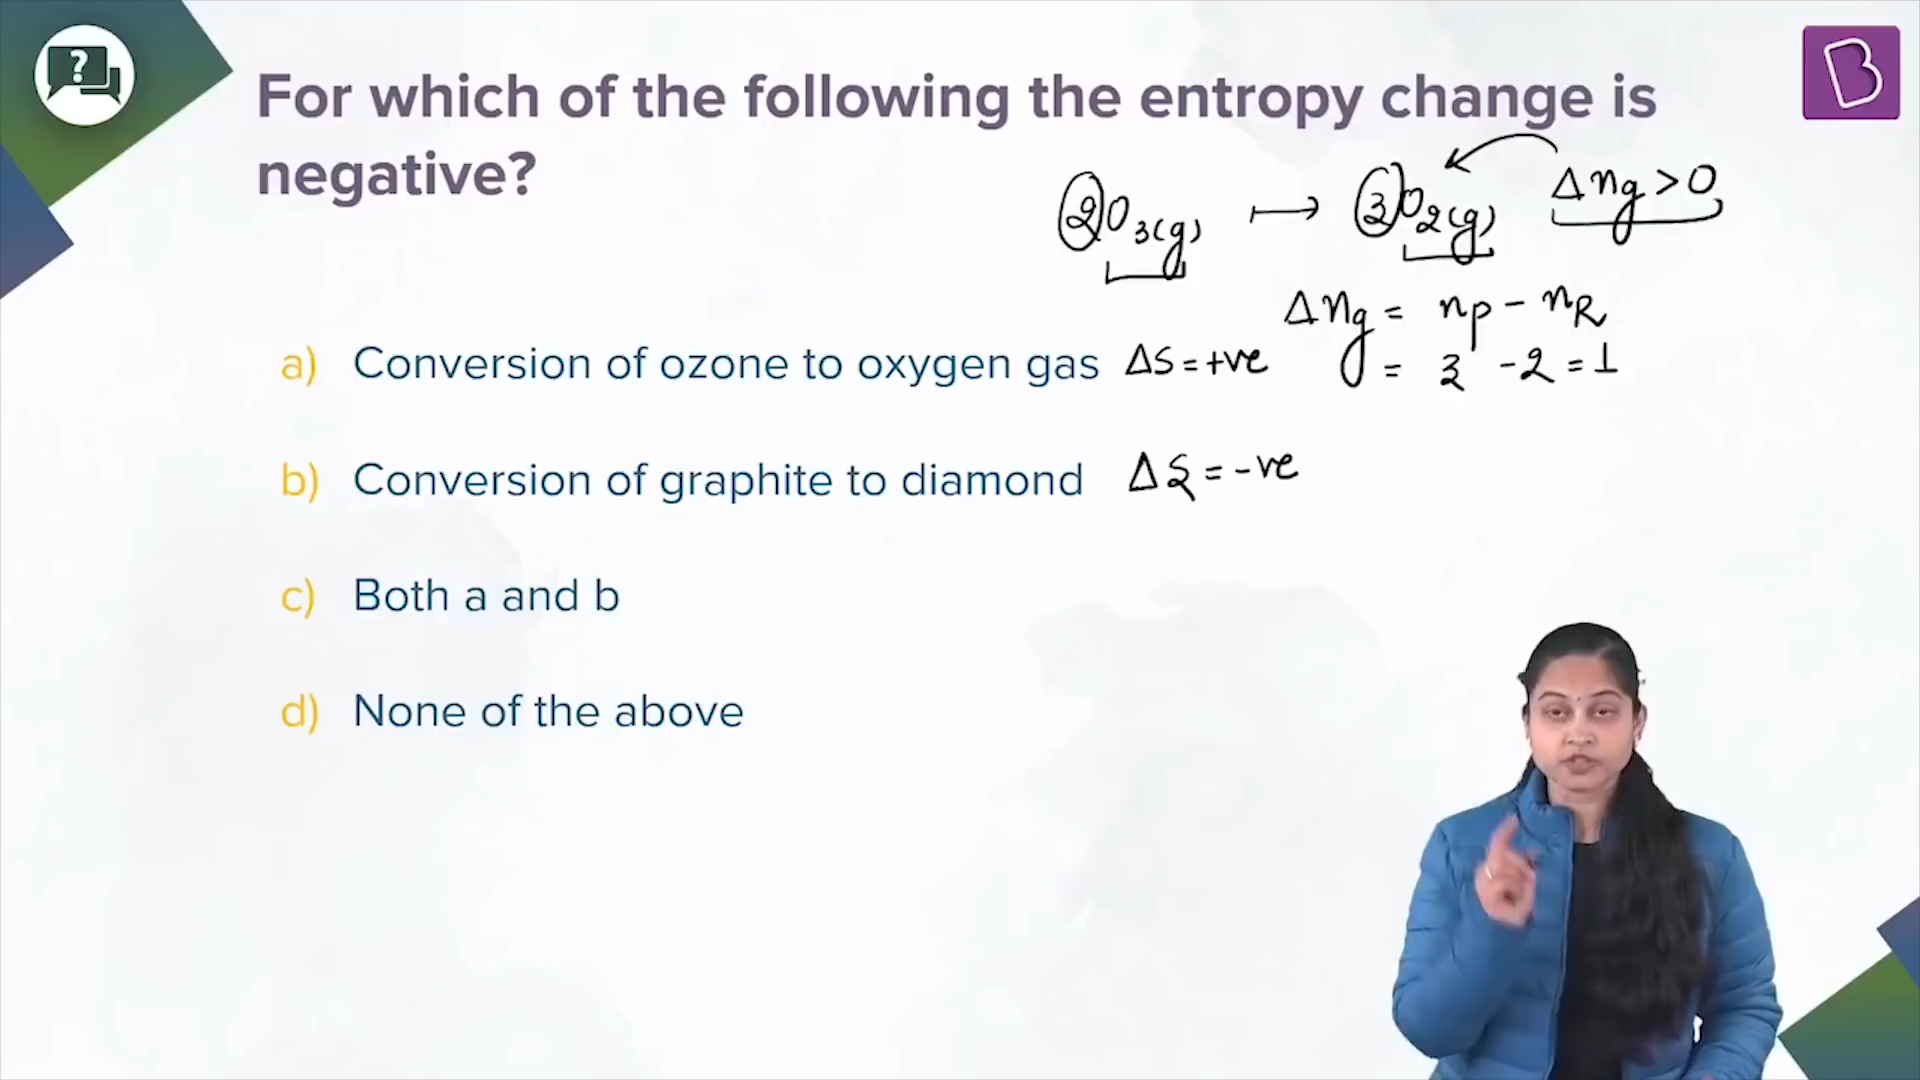 For which of the following the entropy change is
negative?
2O3(g) ⟼ 3O2(g) Δng>0
Δng = nP - nR
= 3 - 2 = 1
a) Conversion of ozone to oxygen gas ΔS = +ve
b) Conversion of graphite to diamond ΔS = -ve
c) Both a and b
d) None of the above